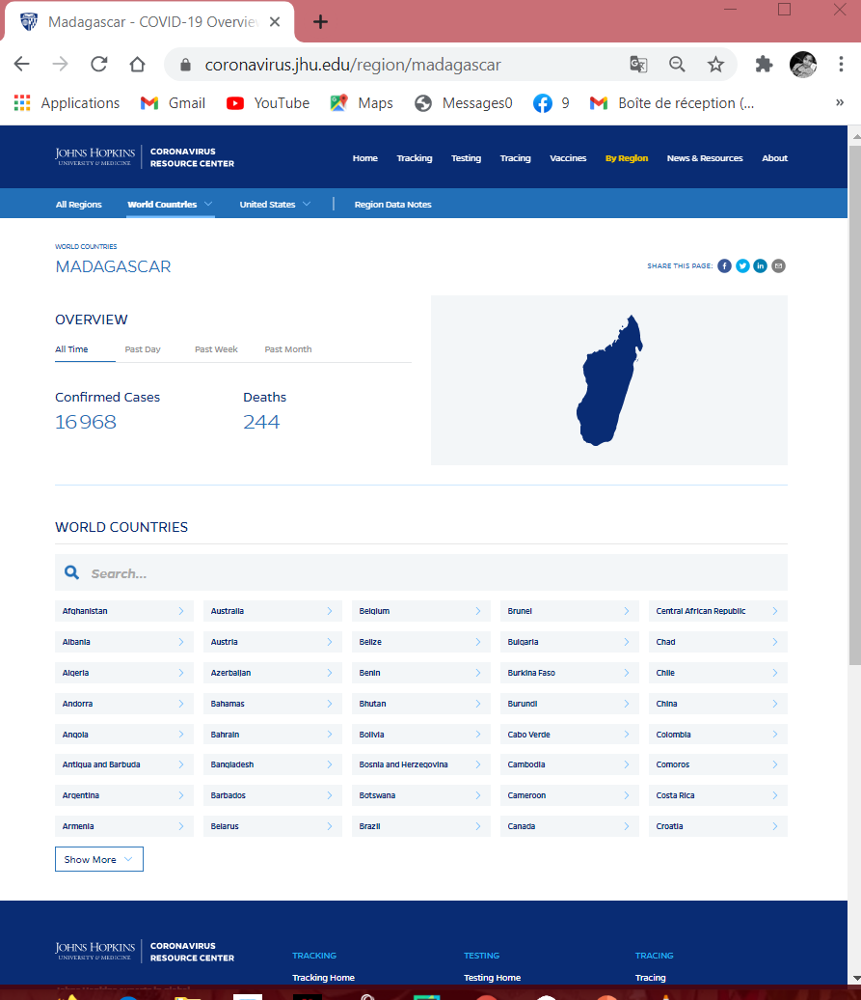 Madagascar - COVID-19 Overvie
coronavirus.jhu.edu/region/madagascar
Applications Gmail YouTube Maps Messages0 9 Boîte de réception (... »
JOHNS HOPKINS
UNIVERSITY & MEDICINE
CORONAVIRUS
RESOURCE CENTER
Home Tracking Testing Tracing Vaccines By Region News & Resources About
All Regions World Countries United States Region Data Notes
WORLD COUNTRIES
MADAGASCAR
SHARE THIS PAGE:
OVERVIEW
All Time Past Day Past Week Past Month
Confirmed Cases Deaths
16 968 244
WORLD COUNTRIES
Search...
Afghanistan Australia Belgium Brunei Central African Republic
Albania Austria Belize Bulgaria Chad
Algeria Azerbaijan Benin Burkina Faso Chile
Andorra Bahamas Bhutan Burundi China
Angola Bahrain Bolivia Cabo Verde Colombia
Antigua and Barbuda Bangladesh Bosnia and Herzegovina Cambodia Comoros
Argentina Barbados Botswana Cameroon Costa Rica
Armenia Belarus Brazil Canada Croatia
Show More
JOHNS HOPKINS
UNIVERSITY & MEDICINE
CORONAVIRUS
RESOURCE CENTER
TRACKING TESTING TRACING
Tracking Home Testing Home Tracing